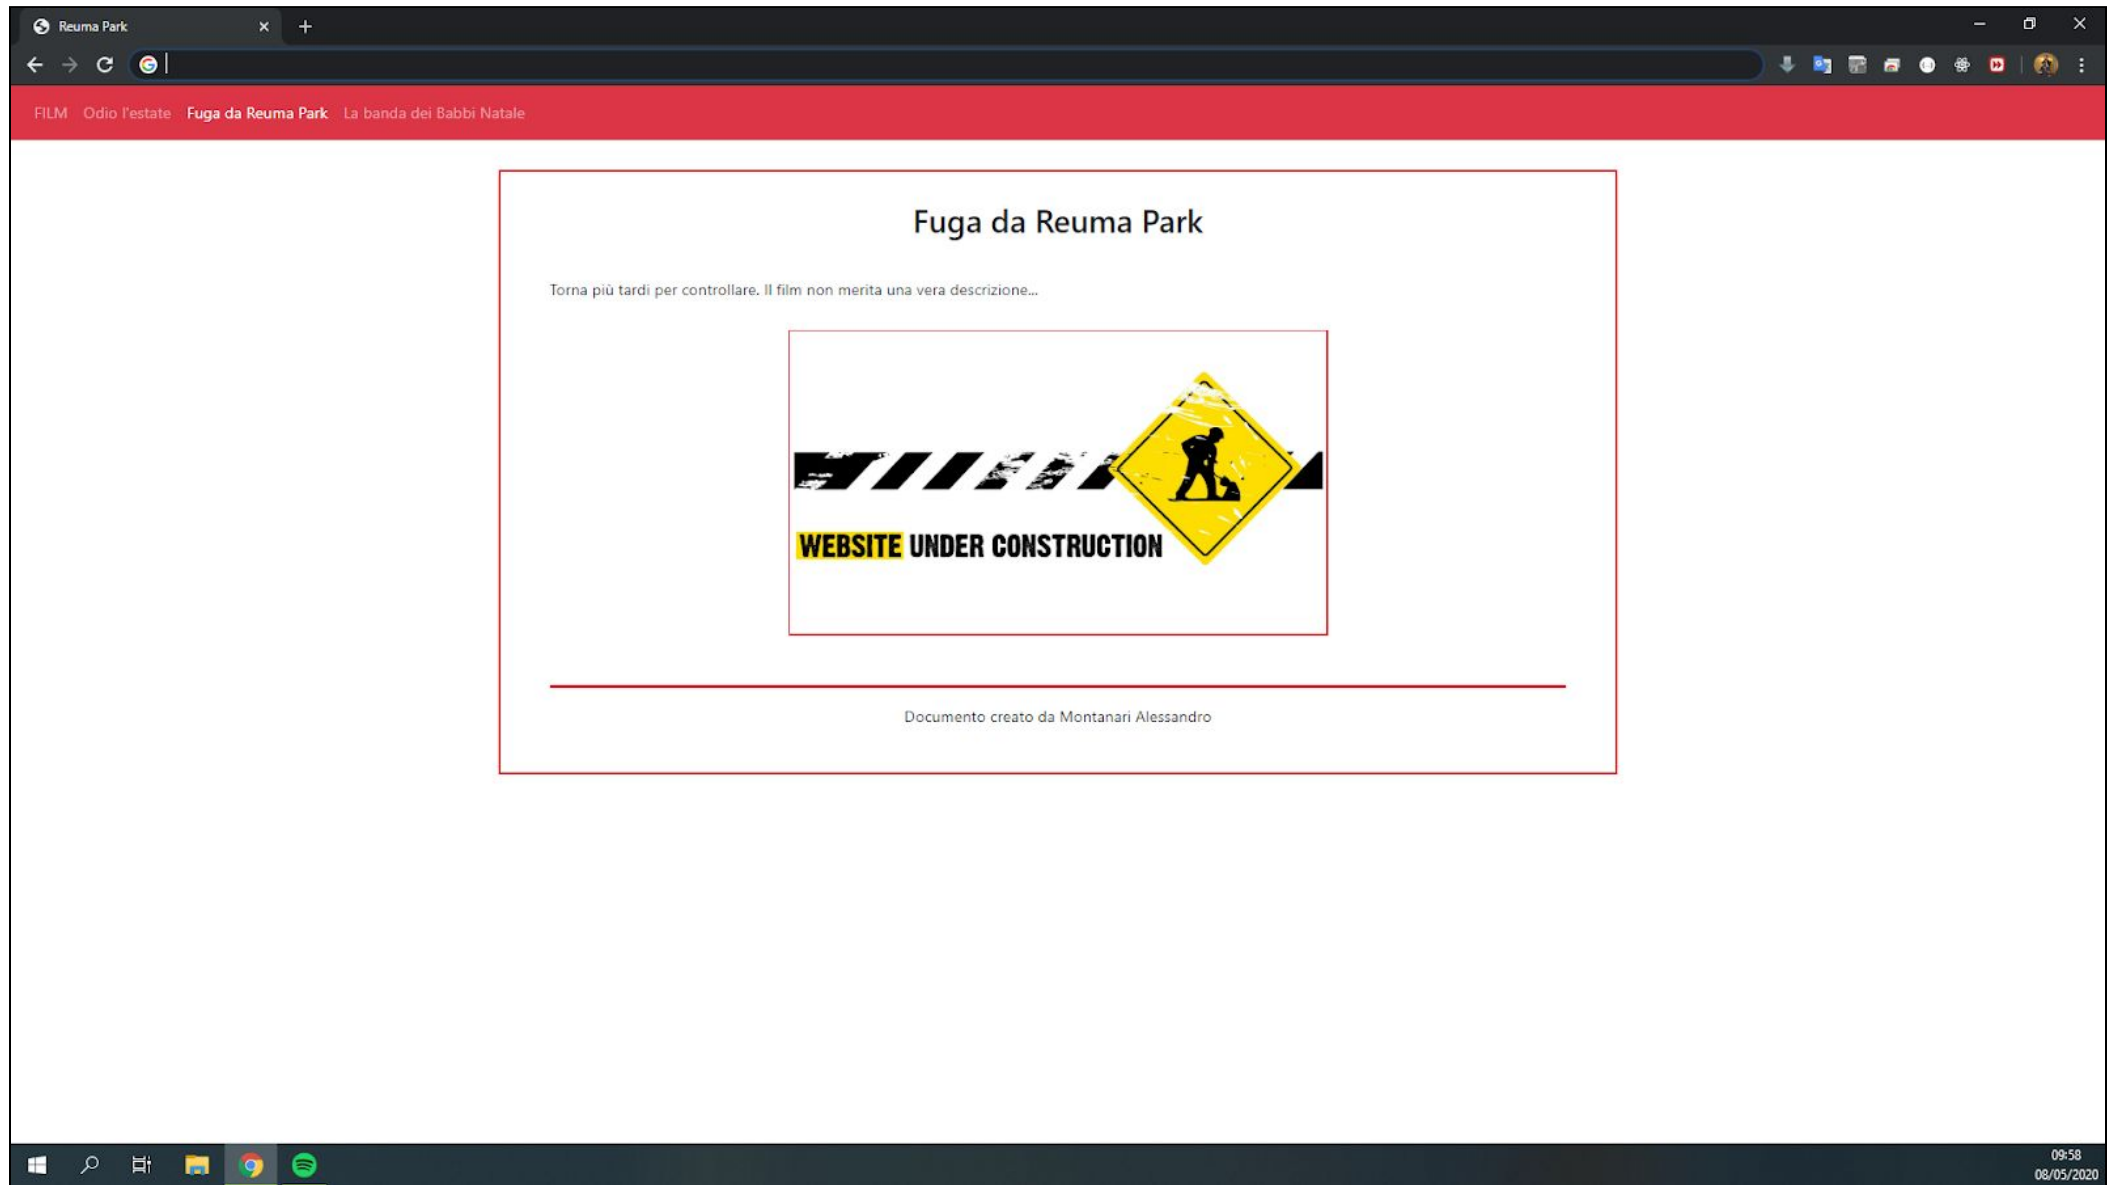 Reuma Park
FILM Odio l'estate Fuga da Reuma Park La banda dei Babbi Natale
Fuga da Reuma Park
Torna più tardi per controllare. Il film non merita una vera descrizione...
WEBSITE UNDER CONSTRUCTION
Documento creato da Montanari Alessandro
09:58
08/05/2020